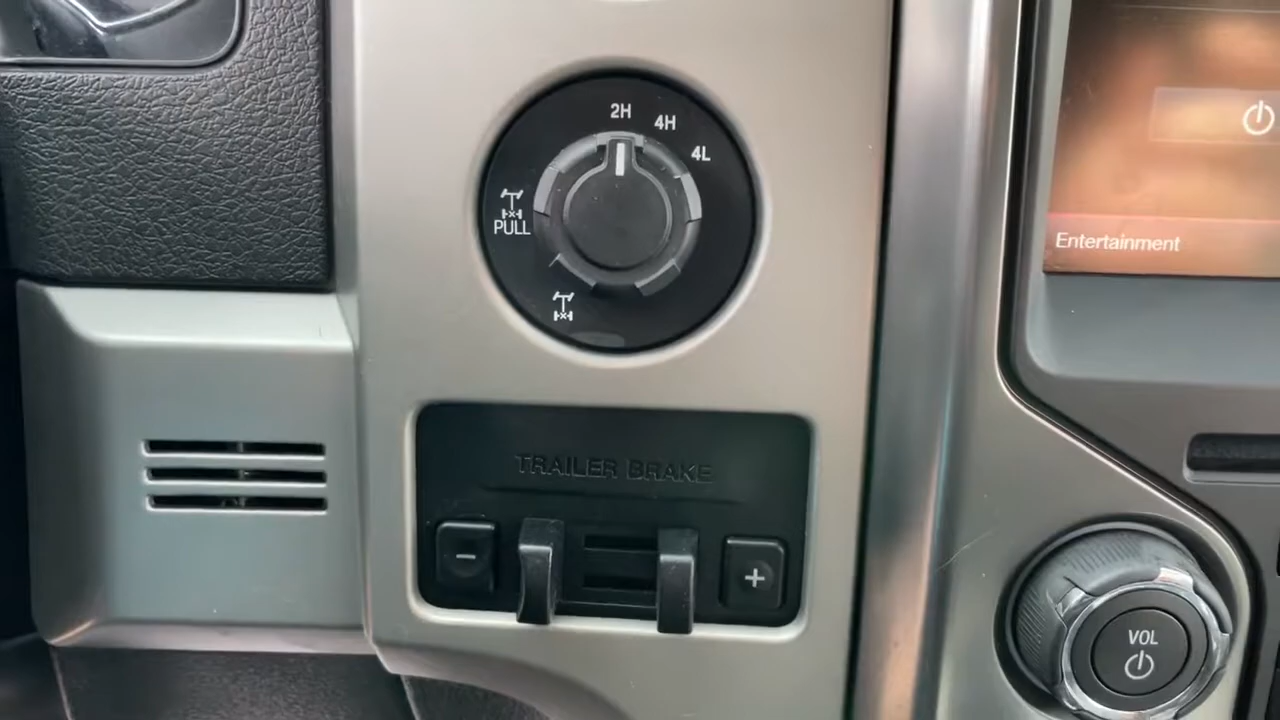 2H
4H
4L
PULL
Entertainment
TRAILER BRAKE
-
+
VOL